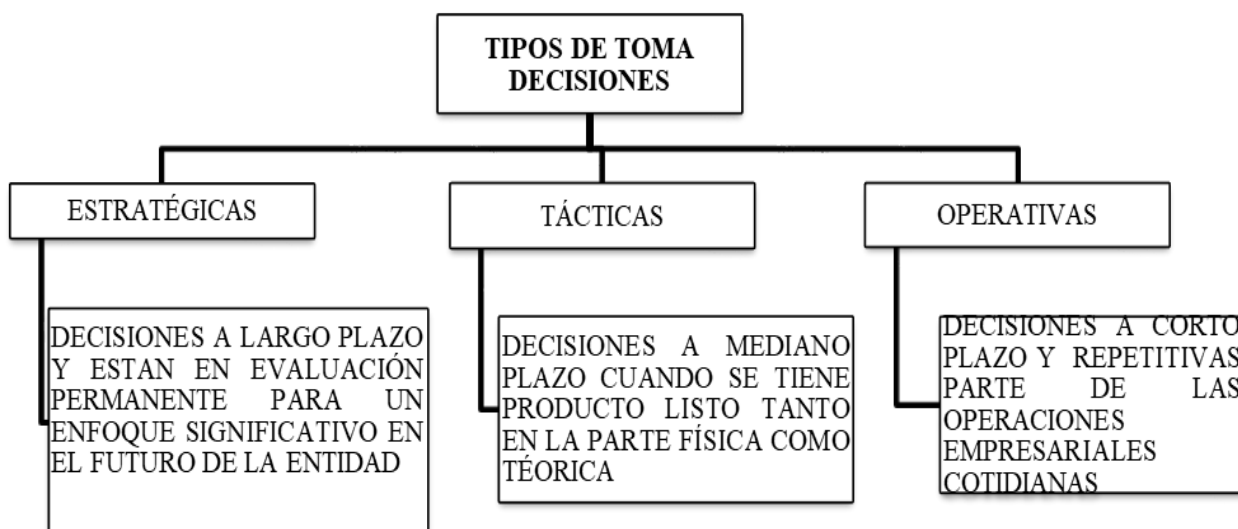 TIPOS DE TOMA
DECISIONES
ESTRATÉGICAS
TÁCTICAS
OPERATIVAS
DECISIONES A LARGO PLAZO
Y ESTAN EN EVALUACIÓN
PERMANENTE PARA UN
ENFOQUE SIGNIFICATIVO EN
EL FUTURO DE LA ENTIDAD
DECISIONES A MEDIANO
PLAZO CUANDO SE TIENE
PRODUCTO LISTO TANTO
EN LA PARTE FÍSICA COMO
TÉORICA
DECISIONES A CORTO
PLAZO Y REPETITIVAS
PARTE DE LAS
OPERACIONES
EMPRESARIALES
COTIDIANAS